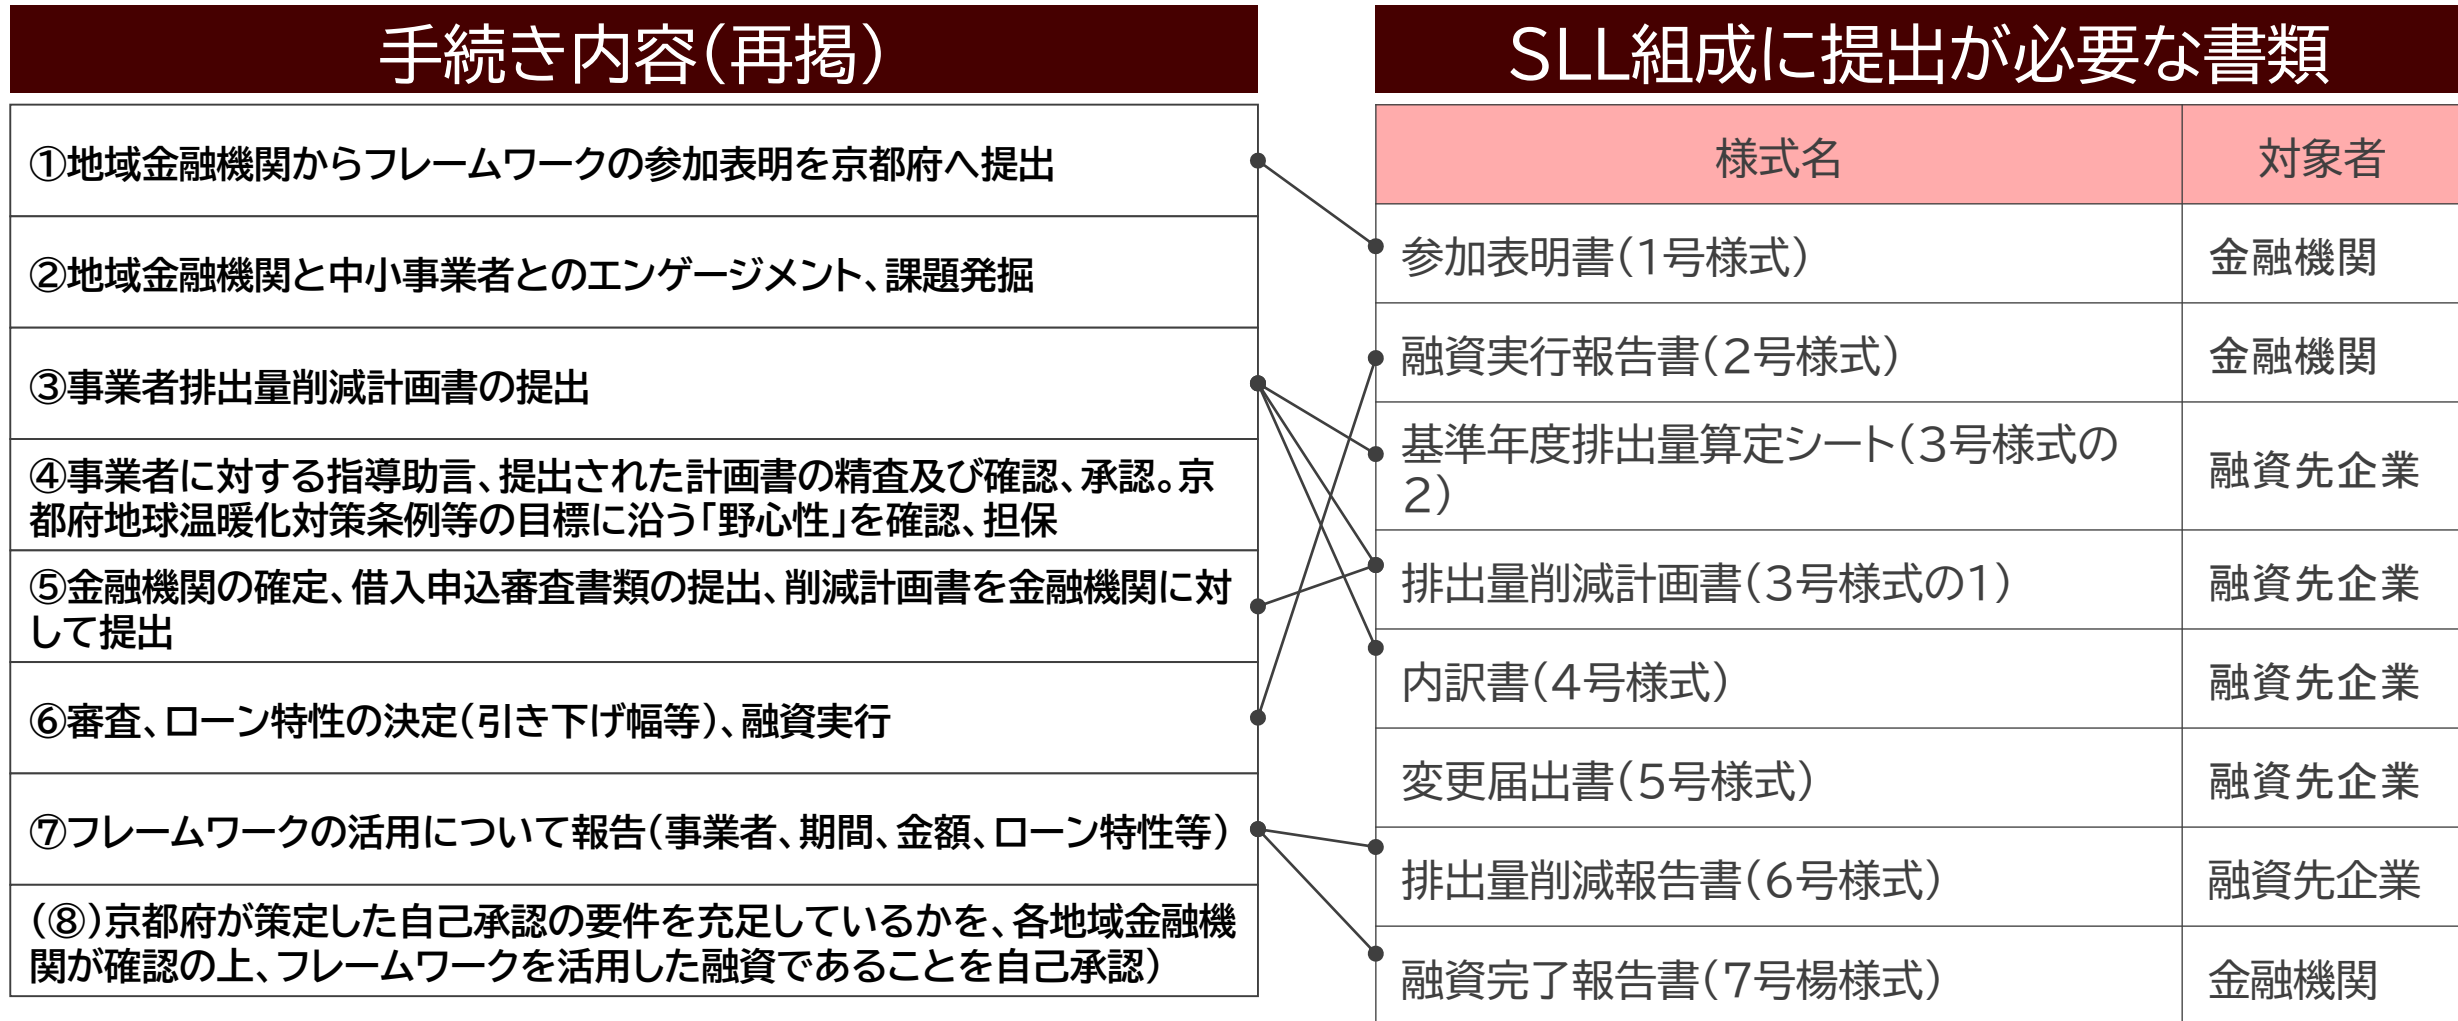 手続き内容(再掲)
①地域金融機関からフレームワークの参加表明を京都府へ提出
②地域金融機関と中小事業者とのエンゲージメント、課題発掘
③事業者排出量削減計画書の提出
④事業者に対する指導助言、提出された計画書の精査及び確認、承認。京
都府地球温暖化対策条例等の目標に沿う「野心性」を確認、担保
⑤金融機関の確定、借入申込審査書類の提出、削減計画書を金融機関に対
して提出
⑥審査、ローン特性の決定(引き下げ幅等)、融資実行
⑦フレームワークの活用について報告(事業者、期間、金額、ローン特性等)
(⑧)京都府が策定した自己承認の要件を充足しているかを、各地域金融機
関が確認の上、フレームワークを活用した融資であることを自己承認)
SLL組成に提出が必要な書類
様式名 対象者
参加表明書(1号様式) 金融機関
融資実行報告書(2号様式) 金融機関
基準年度排出量算定シート(3号様式の
2) 融資先企業
排出量削減計画書(3号様式の1) 融資先企業
内訳書(4号様式) 融資先企業
変更届出書(5号様式) 融資先企業
排出量削減報告書(6号様式) 融資先企業
融資完了報告書(7号楊様式) 金融機関